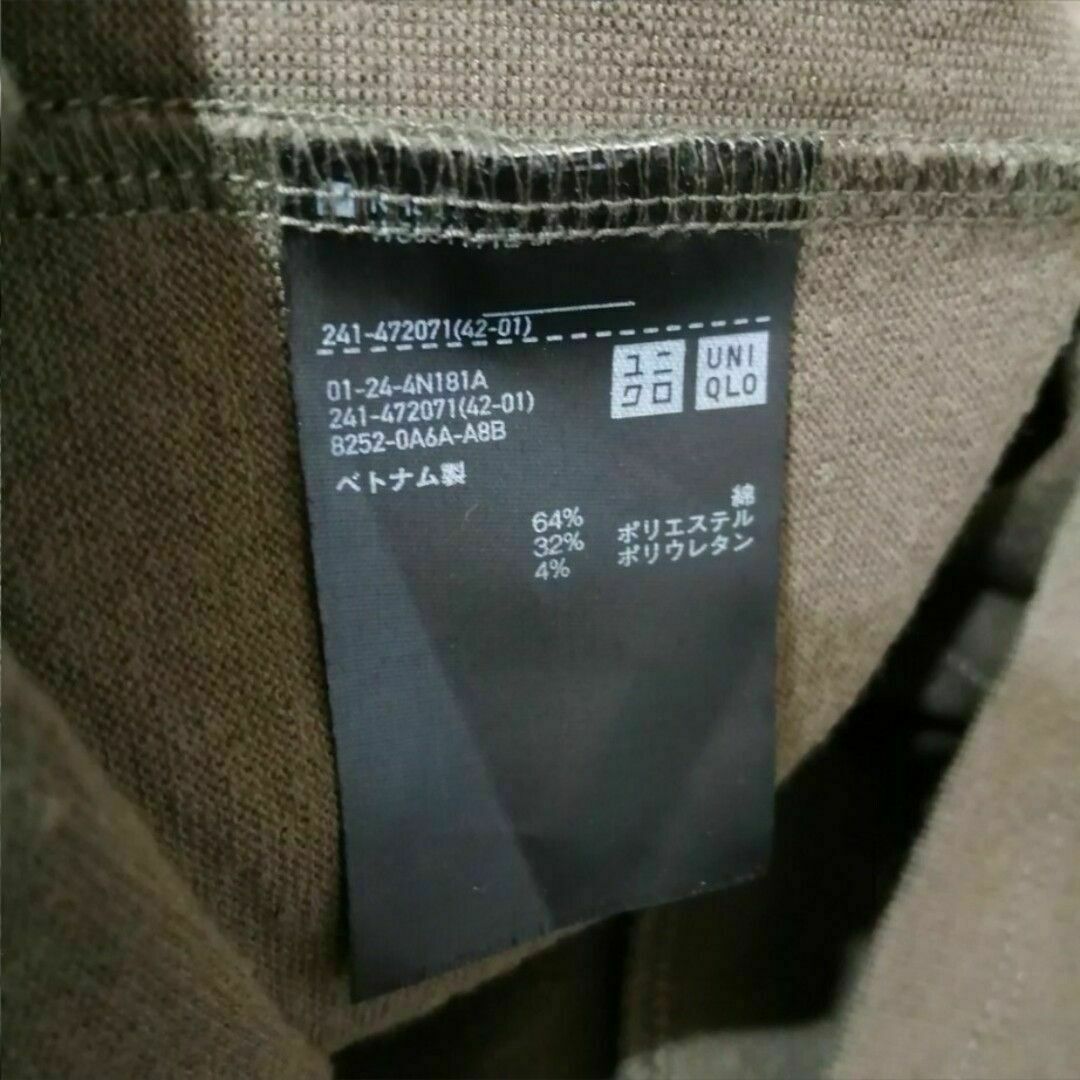 241-472071(42-01)
ユニ
クロ
UNI
QLO
01-24-4N181A
241-472071(42-01)
8252-0A6A-A8B
ベトナム製
綿
64% ポリエステル
32% ポリウレタン
4%